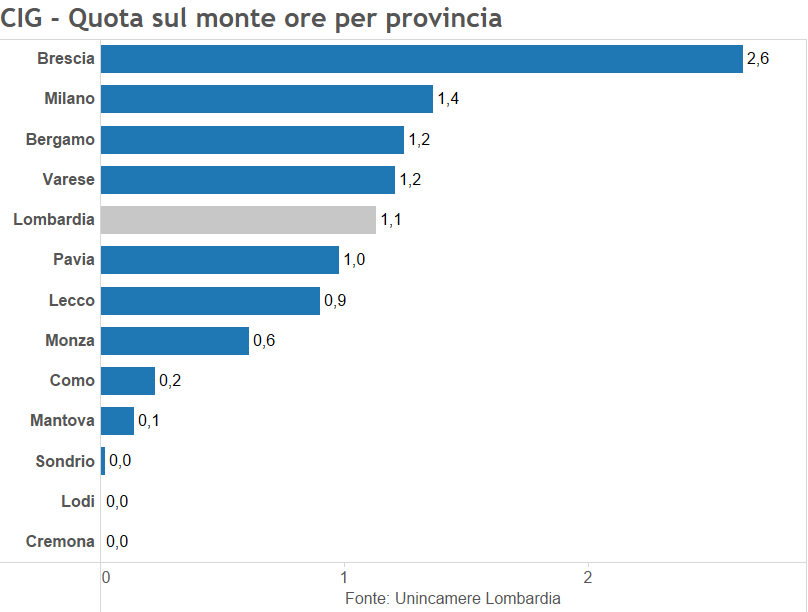 CIG - Quota sul monte ore per provincia
Brescia 2,6
Milano 1,4
Bergamo 1,2
Varese 1,2
Lombardia 1,1
Pavia 1,0
Lecco 0,9
Monza 0,6
Como 0,2
Mantova 0,1
Sondrio 0,0
Lodi 0,0
Cremona 0,0
0 1 2
Fonte: Unincamere Lombardia